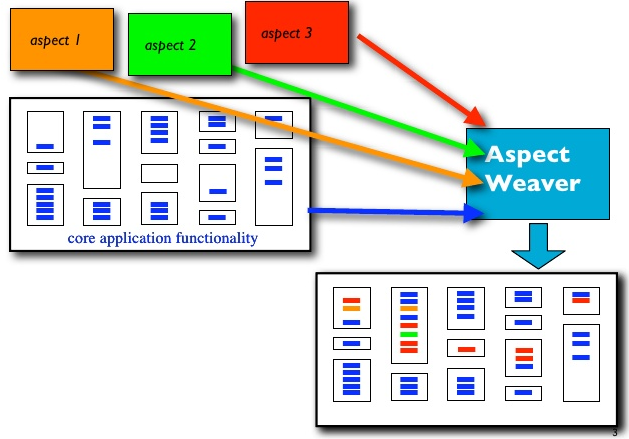 aspect 1
aspect 2
aspect 3
Aspect
Weaver
core application functionality
3